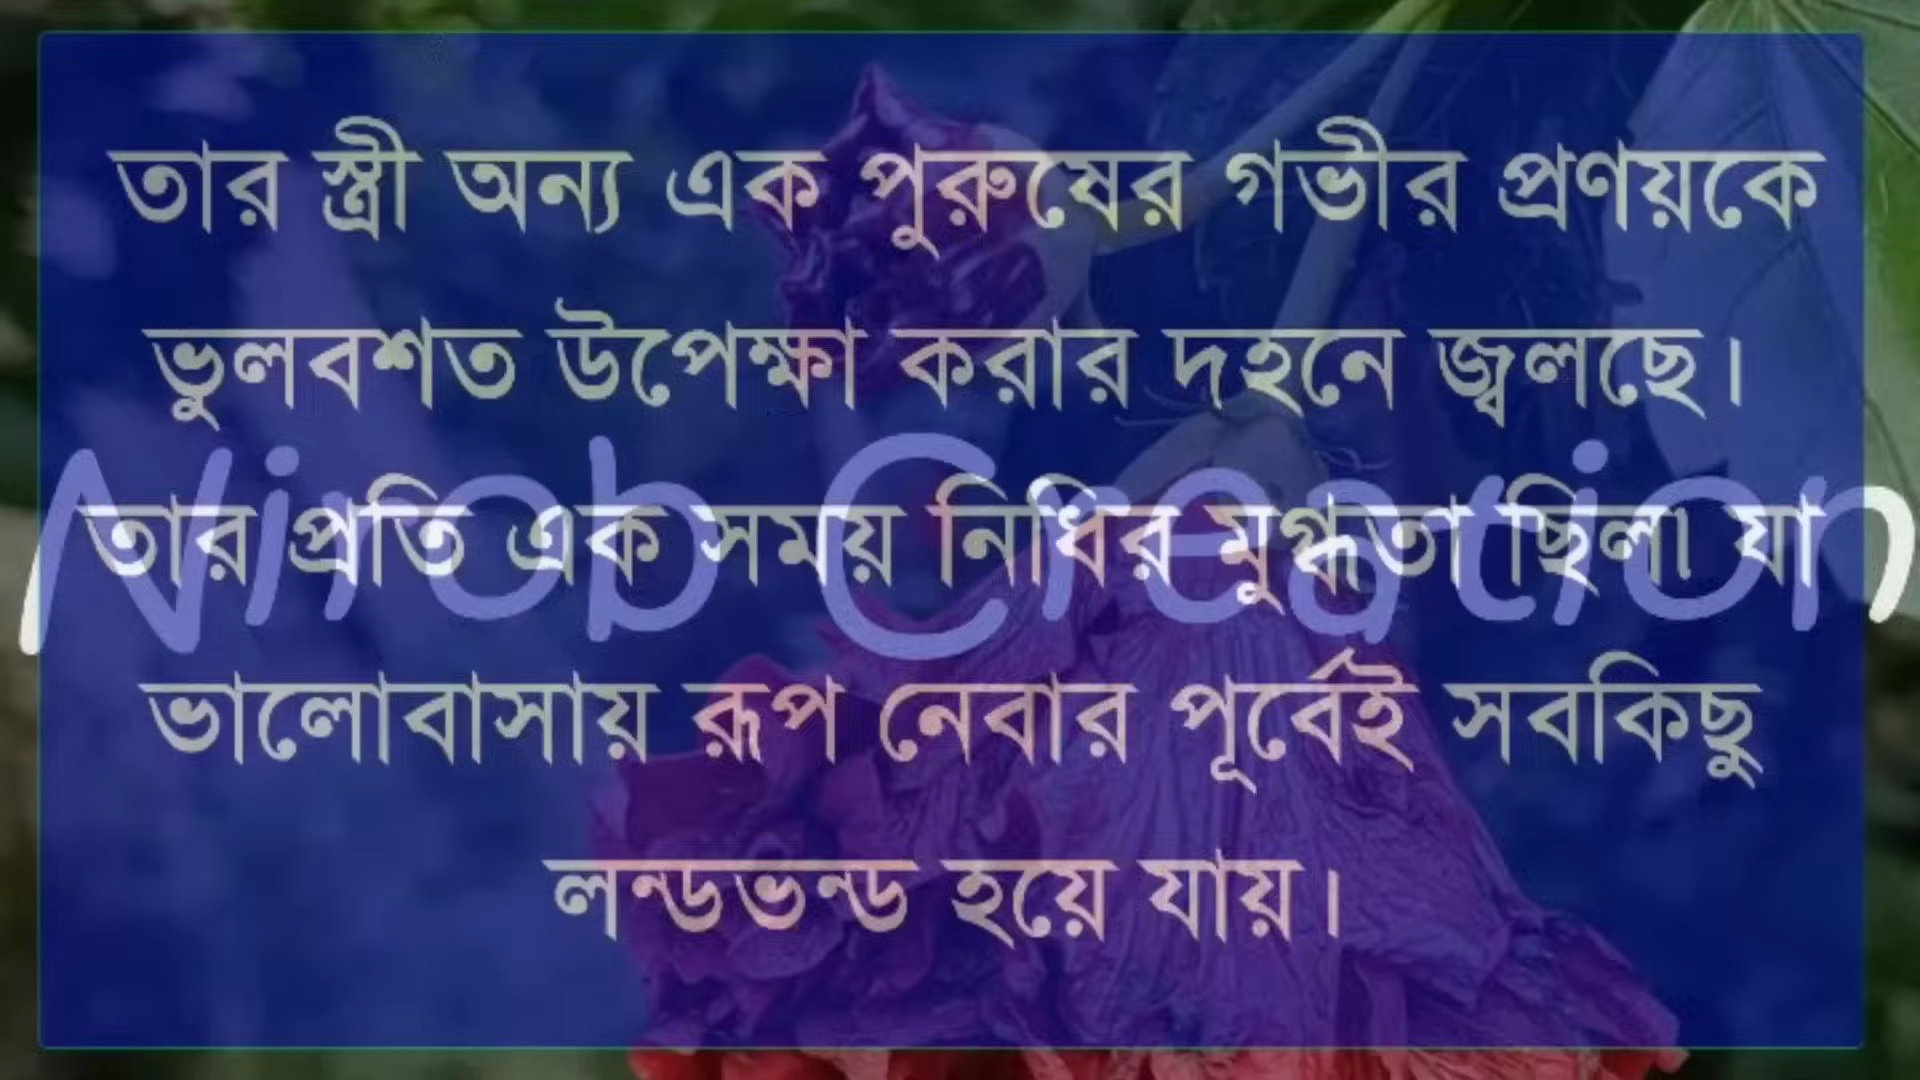 তার স্ত্রী অন্য এক পুরুষের গভীর প্রণয়কে
ভুলবশত উপেক্ষা করার দহনে জ্বলছে।
Nirob Creation
তার প্রতি এক সময় নিধির মুগ্ধতা ছিল৷ যা
ভালোবাসায় রূপ নেবার পূর্বেই সবকিছু
লন্ডভন্ড হয়ে যায়।